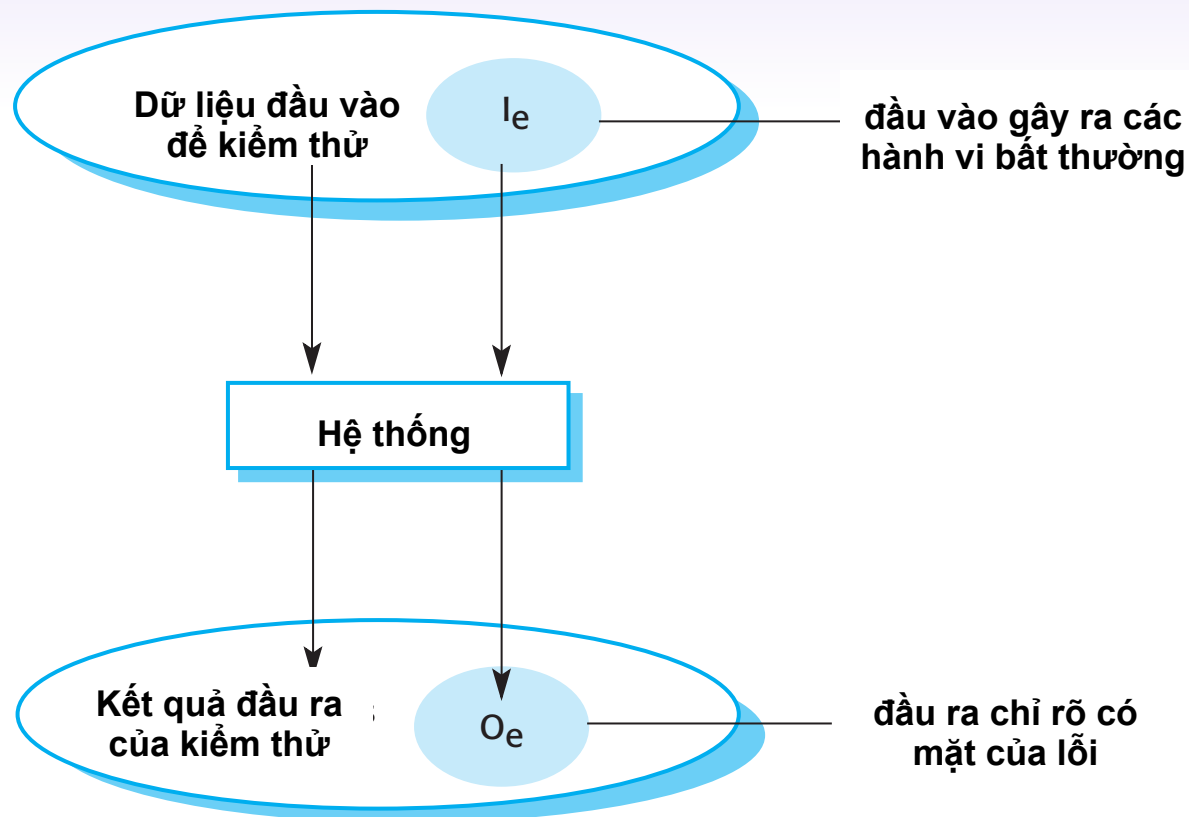 Dữ liệu đầu vào
để kiểm thử
Ie
đầu vào gây ra các
hành vi bất thường
Hệ thống
Kết quả đầu ra
của kiểm thử
Oe
đầu ra chỉ rõ có
mặt của lỗi